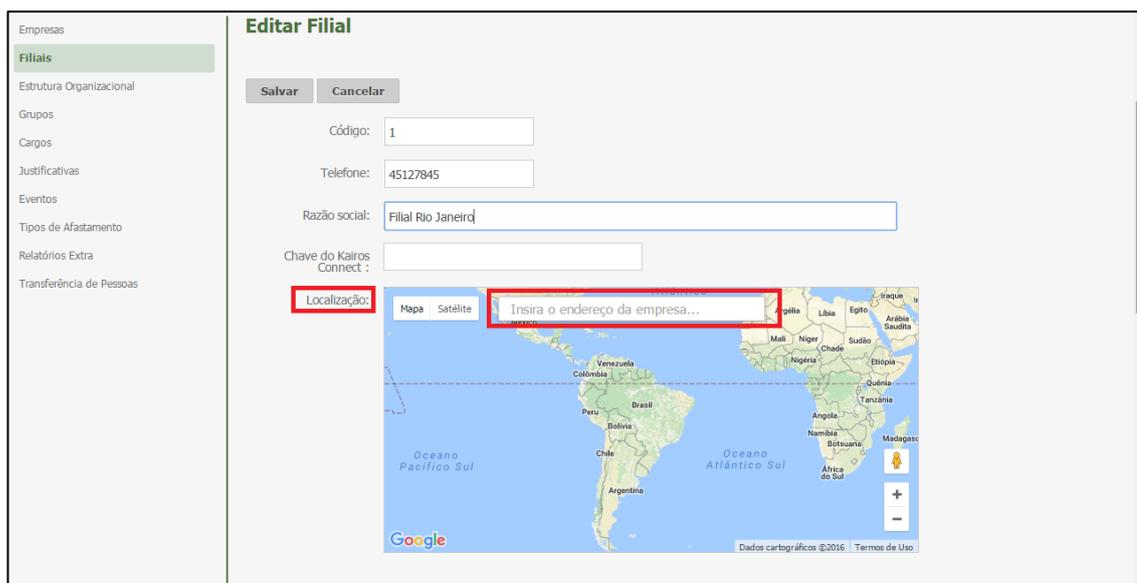 Empresas
Filiais
Estrutura Organizacional
Grupos
Cargos
Justificativas
Eventos
Tipos de Afastamento
Relatórios Extra
Transferência de Pessoas
Editar Filial
Salvar Cancelar
Código: 1
Telefone: 45127845
Razão social: Filial Rio Janeiro
Chave do Kairos
Connect :
Localização:
Mapa Satélite Insira o endereço da empresa...
Iraque
Argélia Líbia Egito
Arábia
Saudita
México
Mali Níger Sudão
Chade
Venezuela Nigéria Etiópia
Colômbia
Quênia
Tanzânia
Brasil
Peru
Angola
Bolívia
Namíbia
Botsuana Madagasc
Chile
Oceano
Pacífico Sul
Oceano
Atlântico Sul
África
do Sul
Argentina
+
−
Google
Dados cartográficos ©2016 Termos de Uso